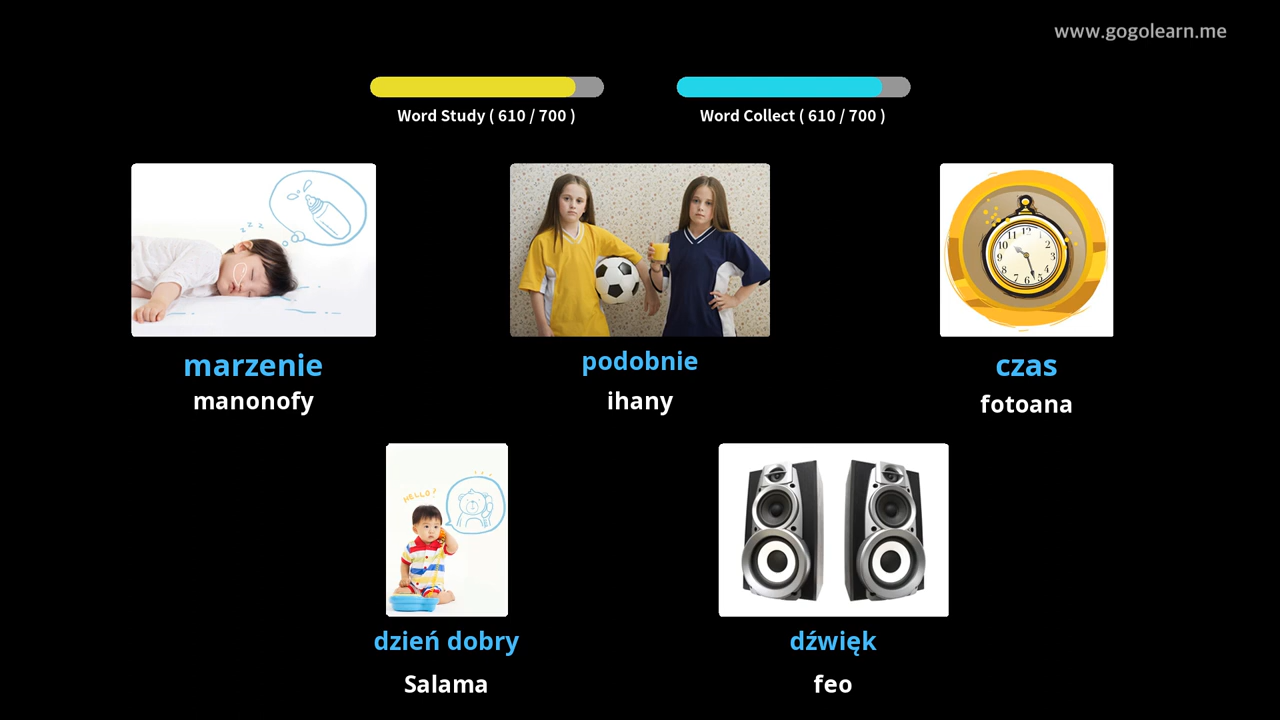 www.gogolearn.me
Word Study ( 610 / 700 )
Word Collect ( 610 / 700 )
z z z
marzenie
manonofy
podobnie
ihany
czas
fotoana
HELLO!
dzień dobry
Salama
dźwięk
feo